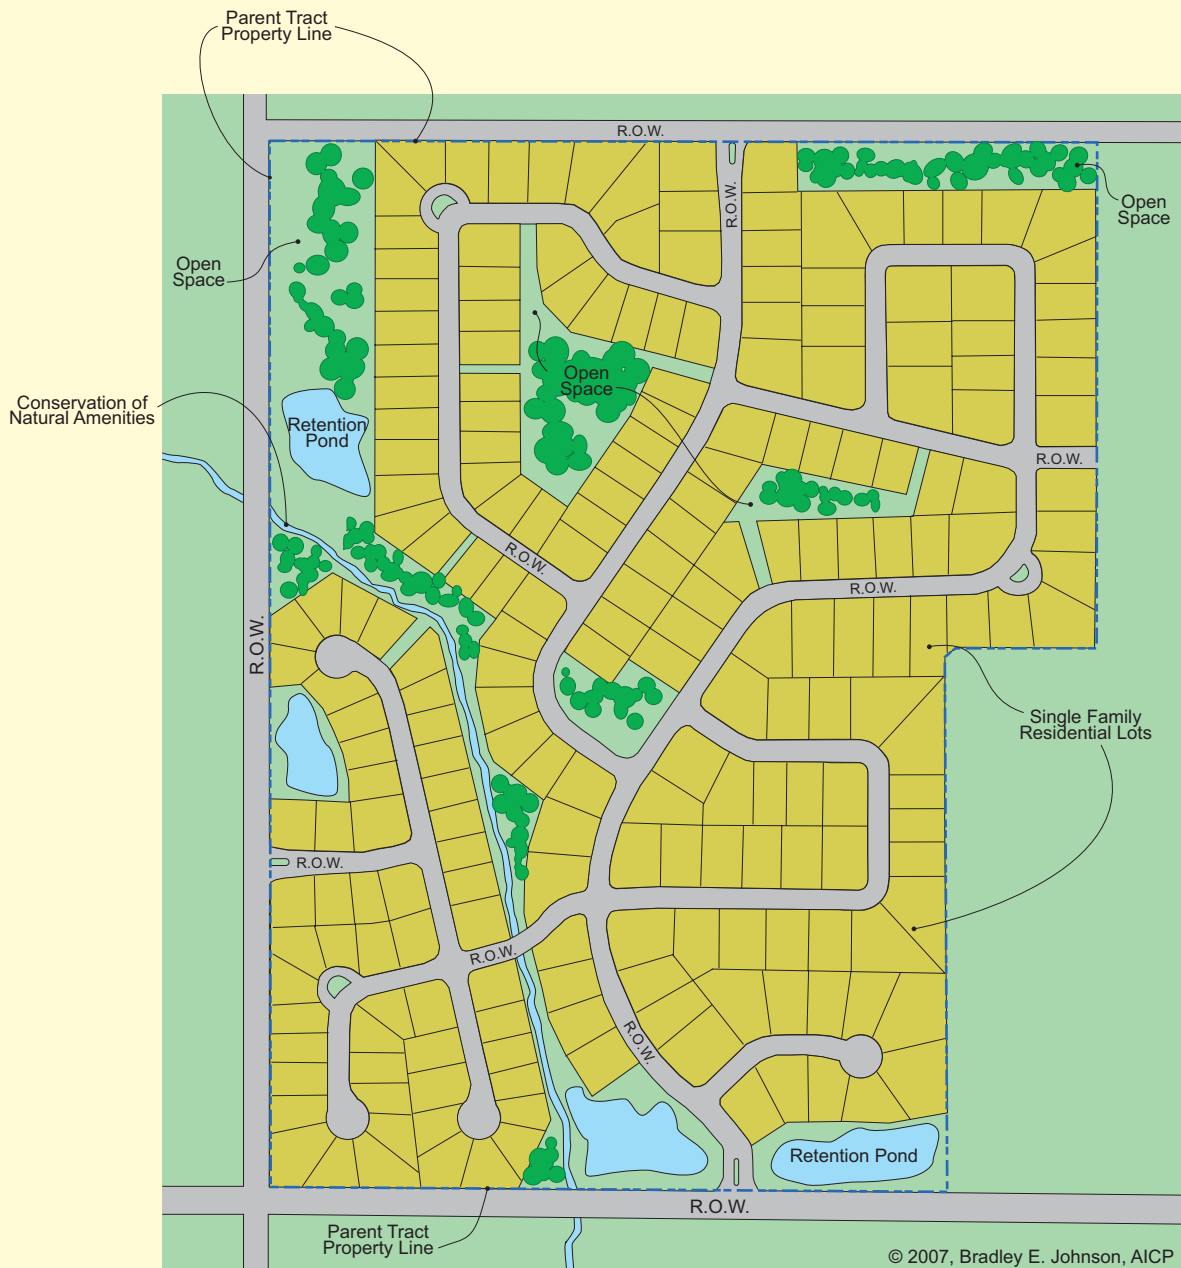 Parent Tract
Property Line
R.O.W.
R.O.W.
Open
Space
Open
Space
Open
Space
Conservation of
Natural Amenities
Retention
Pond
R.O.W.
R.O.W.
R.O.W.
R.O.W.
Single Family
Residential Lots
R.O.W.
R.O.W.
R.O.W.
Retention Pond
R.O.W.
Parent Tract
Property Line
© 2007, Bradley E. Johnson, AICP